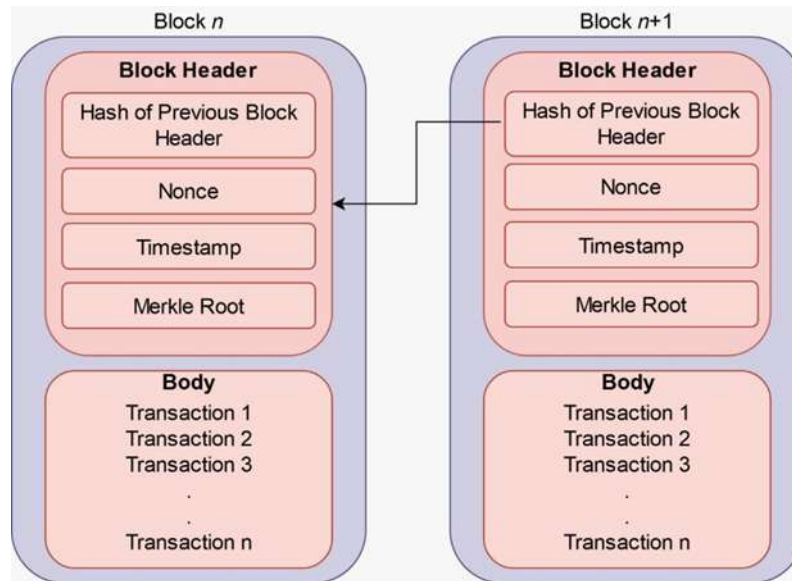 Block n
Block Header
Hash of Previous Block
Header
Nonce
Timestamp
Merkle Root
Body
Transaction 1
Transaction 2
Transaction 3
.
.
Transaction n
Block n+1
Block Header
Hash of Previous Block
Header
Nonce
Timestamp
Merkle Root
Body
Transaction 1
Transaction 2
Transaction 3
.
.
Transaction n